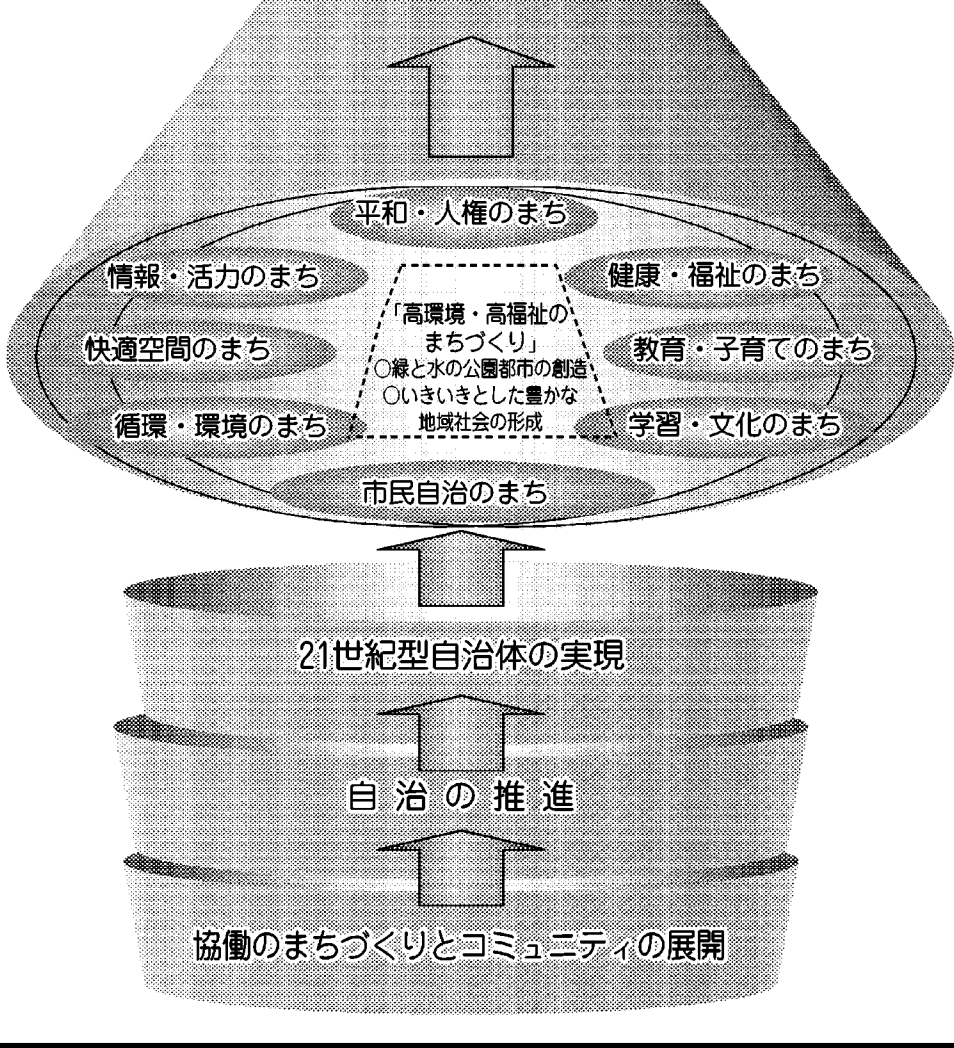 平和・人権のまち
情報・活力のまち
健康・福祉のまち
「高環境・高福祉の
まちづくり」
○緑と水の公園都市の創造
○いきいきとした豊かな
地域社会の形成
快適空間のまち
教育・子育てのまち
循環・環境のまち
学習・文化のまち
市民自治のまち
21世紀型自治体の実現
自治の推進
協働のまちづくりとコミュニティの展開